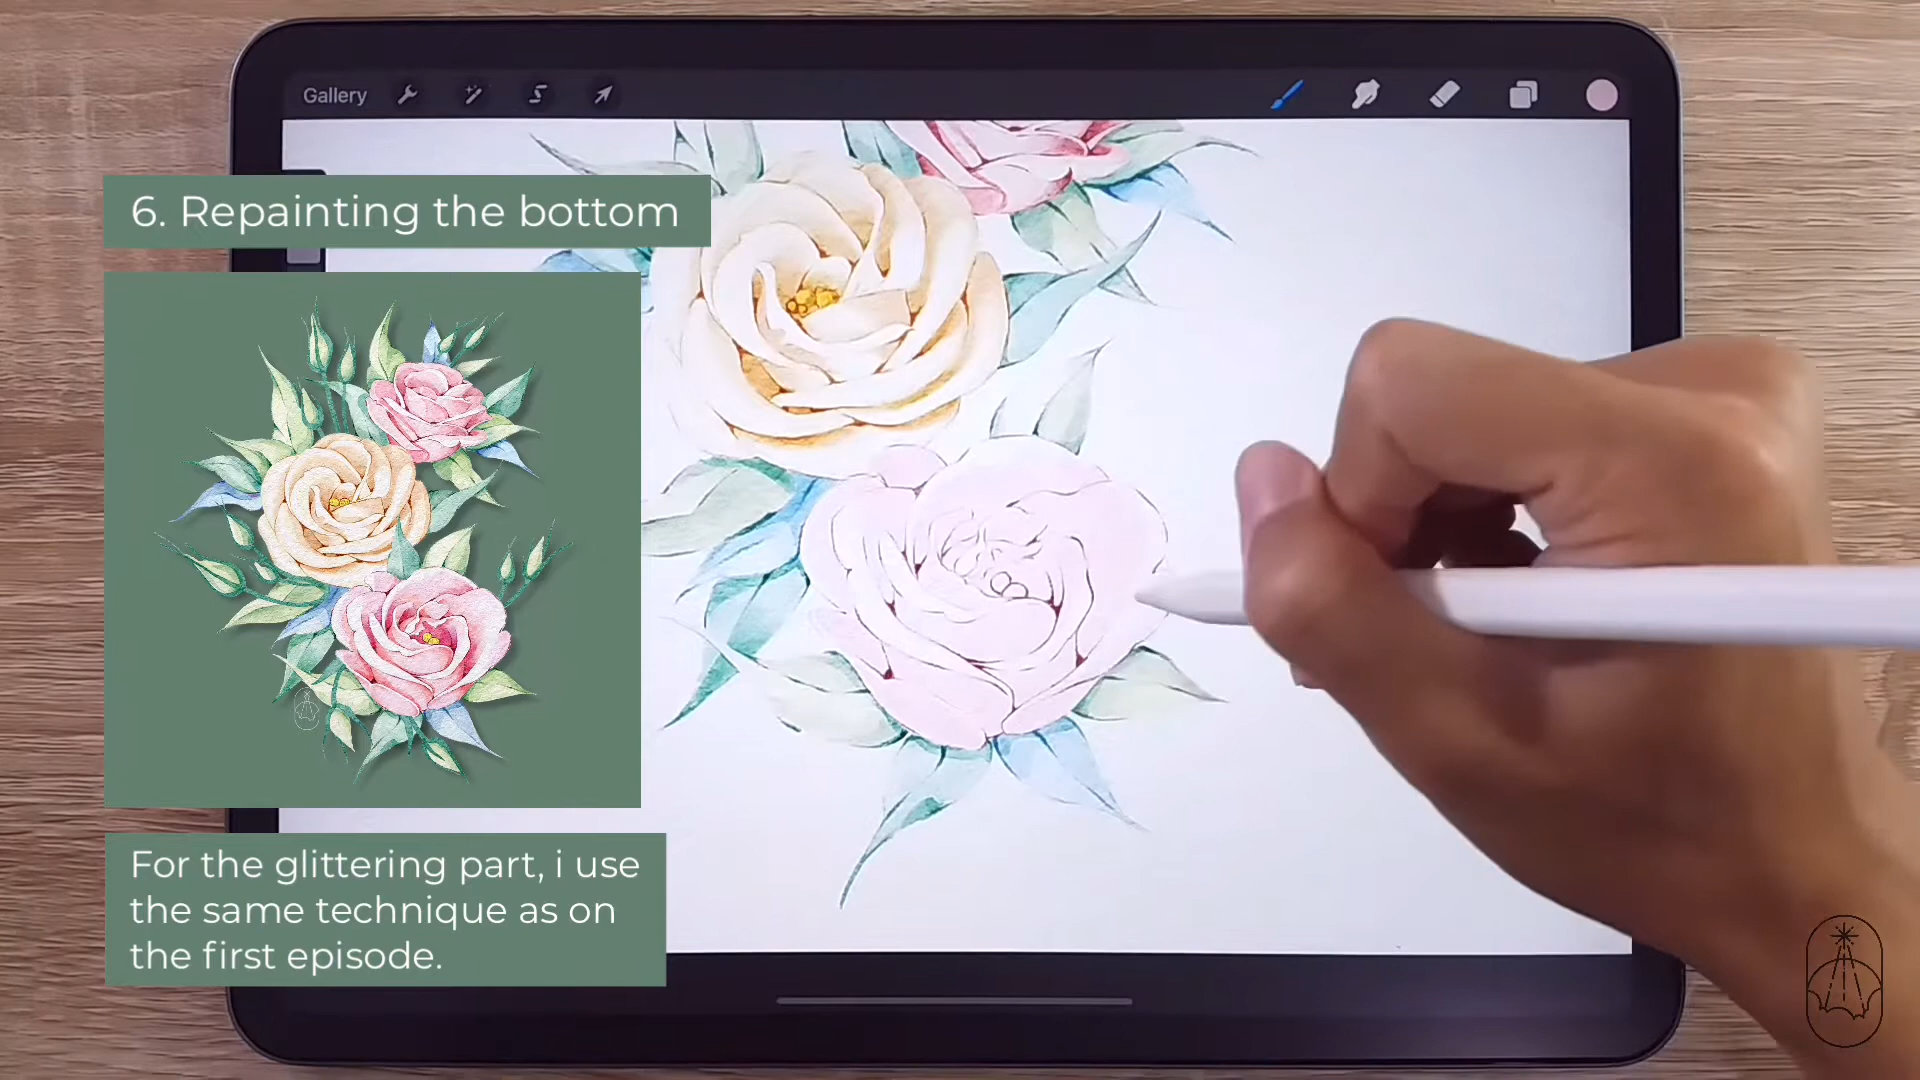 Gallery
6. Repainting the bottom
For the glittering part, i use
the same technique as on
the first episode.